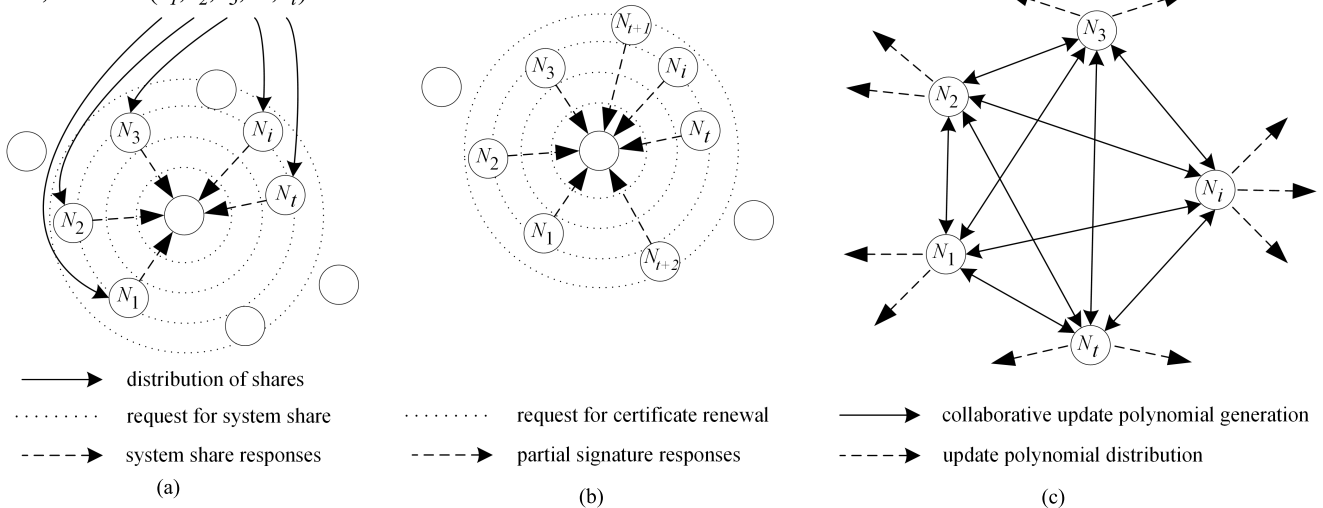 N3
Ni
Nt
N2
N1
distribution of shares
request for system share
system share responses
(a)
Nt+1
N3
Ni
Nt
N2
N1
Nt+2
request for certificate renewal
partial signature responses
(b)
N3
N2
Ni
N1
Nt
collaborative update polynomial generation
update polynomial distribution
(c)